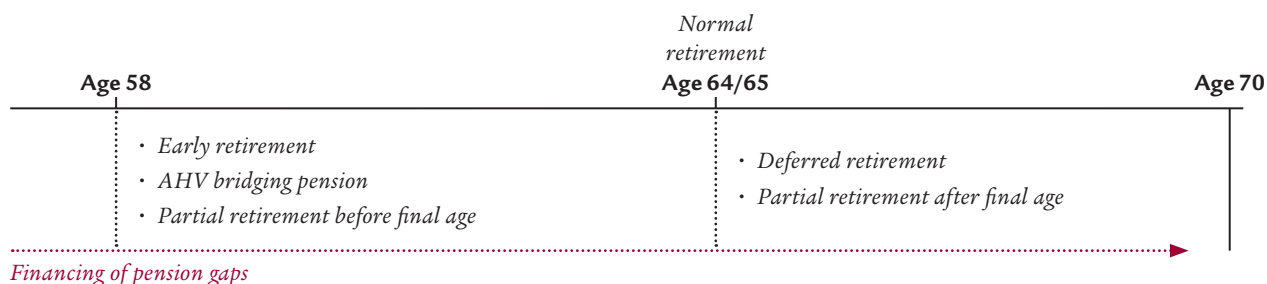 Normal
retirement
Age 58
Age 64/65
Age 70
· Early retirement
· AHV bridging pension
· Partial retirement before final age
· Deferred retirement
· Partial retirement after final age
Financing of pension gaps